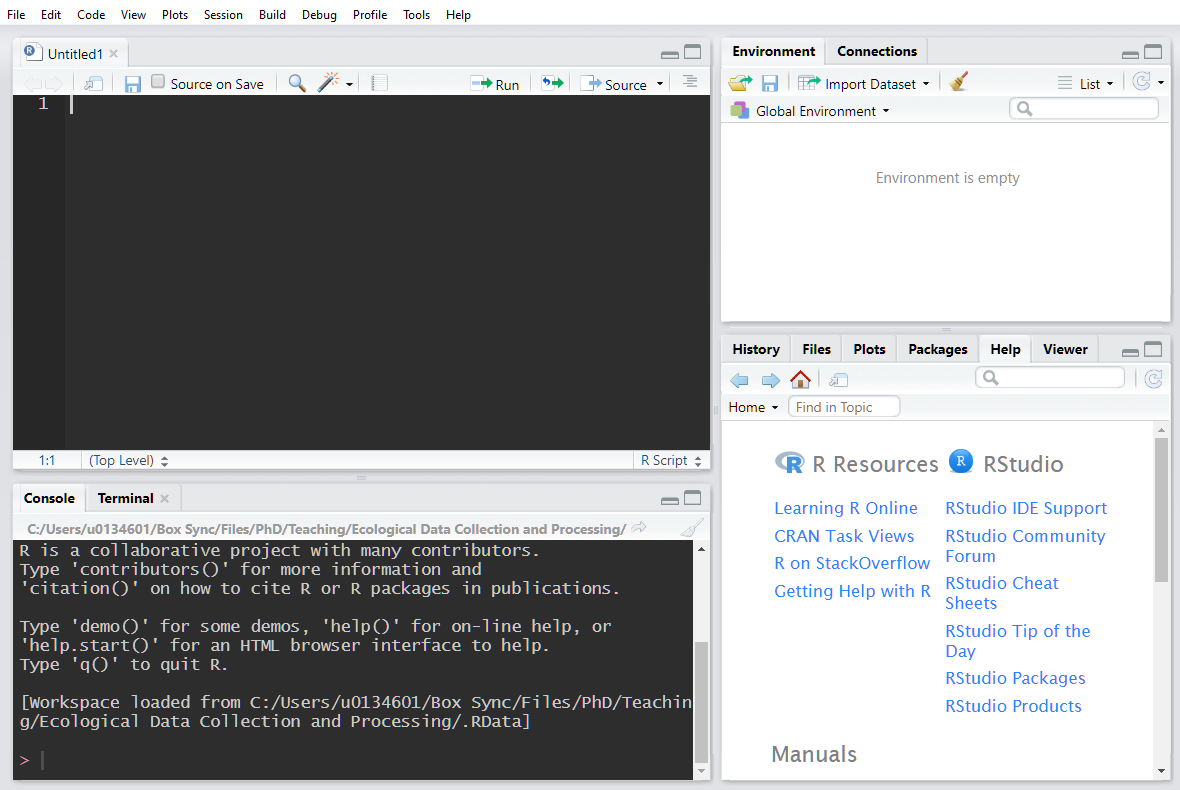 File Edit Code View Plots Session Build Debug Profile Tools Help
R Untitled1
Source on Save Run Source
1
1:1 (Top Level) R Script
Console Terminal
C:/Users/u0134601/Box Sync/Files/PhD/Teaching/Ecological Data Collection and Processing/
R is a collaborative project with many contributors.
Type 'contributors()' for more information and
'citation()' on how to cite R or R packages in publications.
Type 'demo()' for some demos, 'help()' for on-line help, or
'help.start()' for an HTML browser interface to help.
Type 'q()' to quit R.
[Workspace loaded from C:/Users/u0134601/Box Sync/Files/PhD/Teachin
g/Ecological Data Collection and Processing/.RData]
>
Environment Connections
Import Dataset List
Global Environment
Environment is empty
History Files Plots Packages Help Viewer
Home Find in Topic
R R Resources
Learning R Online
CRAN Task Views
R on StackOverflow
Getting Help with R
R RStudio
RStudio IDE Support
RStudio Community
Forum
RStudio Cheat
Sheets
RStudio Tip of the
Day
RStudio Packages
RStudio Products
Manuals